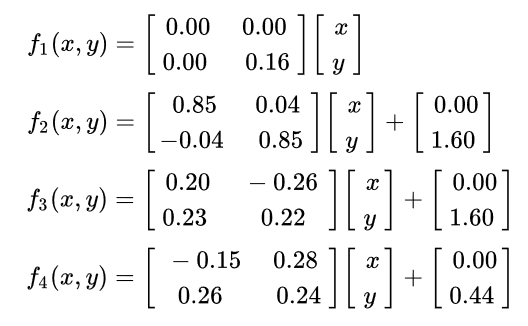 f₁(x, y) = [ 0.00 0.00 ; 0.00 0.16 ] [ x ; y ]
f₂(x, y) = [ 0.85 0.04 ; −0.04 0.85 ] [ x ; y ] + [ 0.00 ; 1.60 ]
f₃(x, y) = [ 0.20 − 0.26 ; 0.23 0.22 ] [ x ; y ] + [ 0.00 ; 1.60 ]
f₄(x, y) = [ − 0.15 0.28 ; 0.26 0.24 ] [ x ; y ] + [ 0.00 ; 0.44 ]